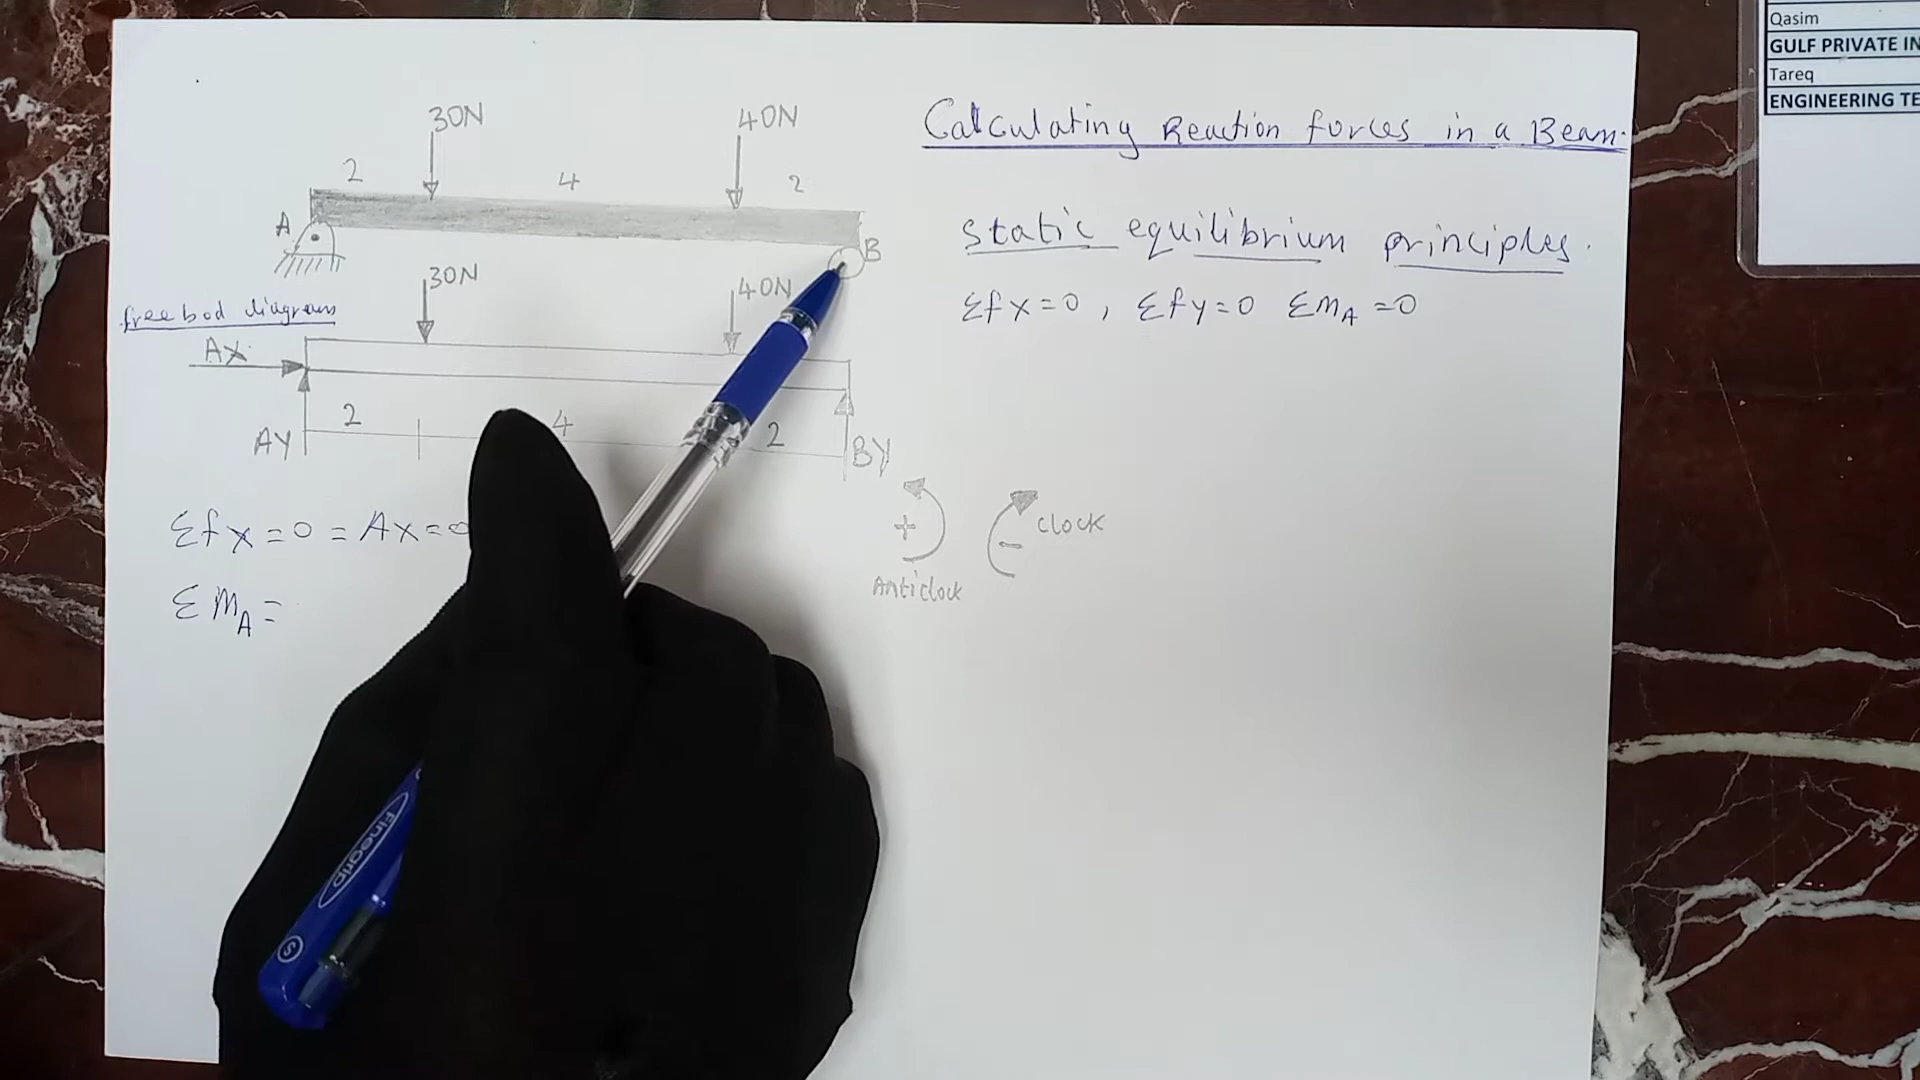 Qasim
GULF PRIVATE IN
Tareq
ENGINEERING TE
Calculating Reaction forces in a Beam.
static equilibrium principles.
Σfx=0, Σfy=0 ΣMA=0
30N
40N
2
4
2
A
B
30N
40N
free bod diagram
Ax
2
4
2
AY
BY
Σfx=0=Ax=0
+
-
clock
Anticlock
ΣMA=
Finegrip
S